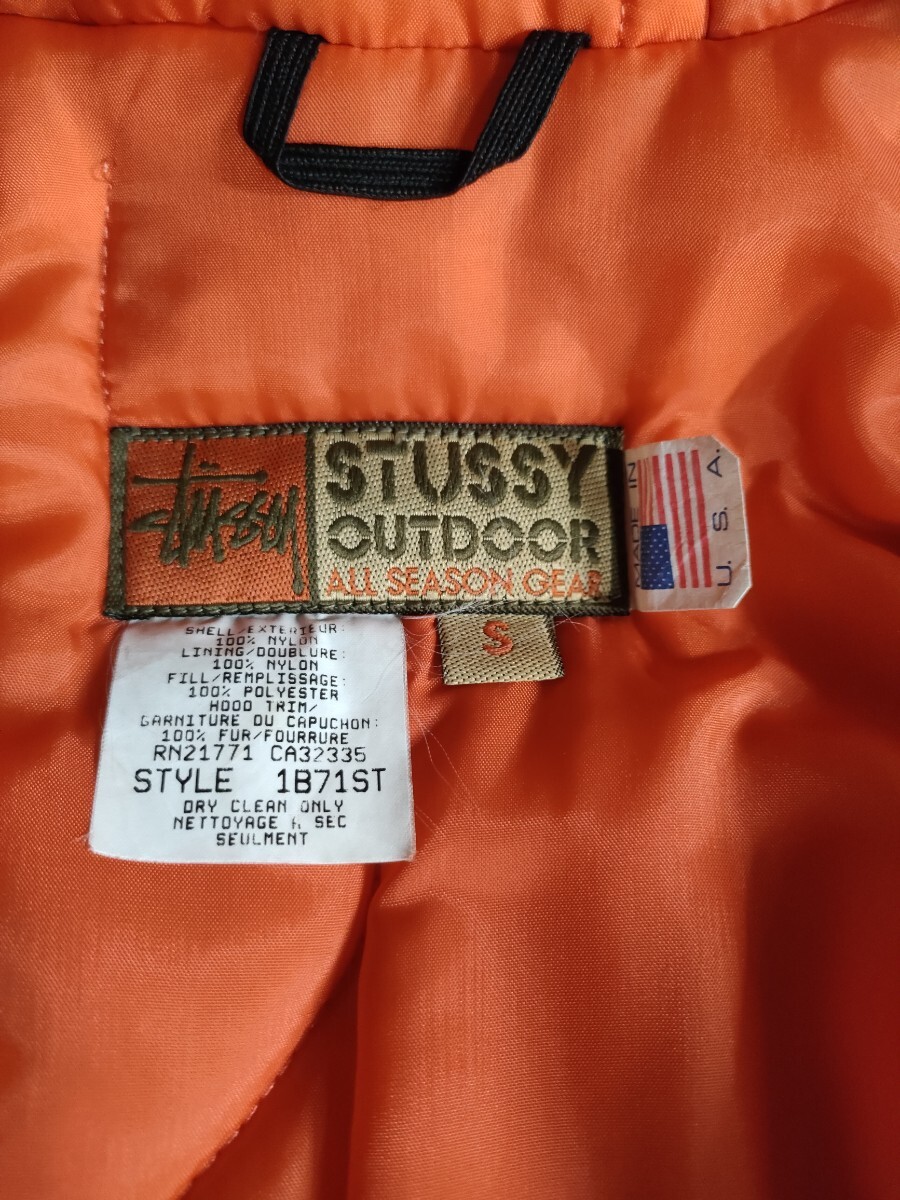 Stüssy
STUSSY
OUTDOOR
ALL SEASON GEAR
MADE IN
U. S. A.
S
SHELL/EXTERIEUR:
100% NYLON
LINING/DOUBLURE:
100% NYLON
FILL/REMPLISSAGE:
100% POLYESTER
HOOD TRIM/
GARNITURE DU CAPUCHON:
100% FUR/FOURRURE
RN21771 CA32335
STYLE 1B71ST
DRY CLEAN ONLY
NETTOYAGE A SEC
SEULMENT